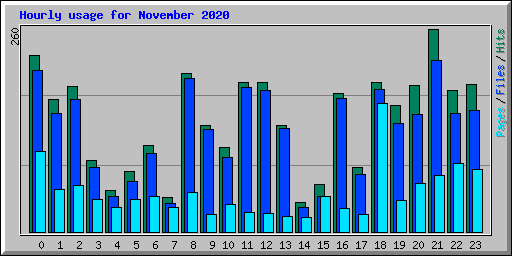 Hourly usage for November 2020
260
Pages/Files/Hits
0 1 2 3 4 5 6 7 8 9 10 11 12 13 14 15 16 17 18 19 20 21 22 23